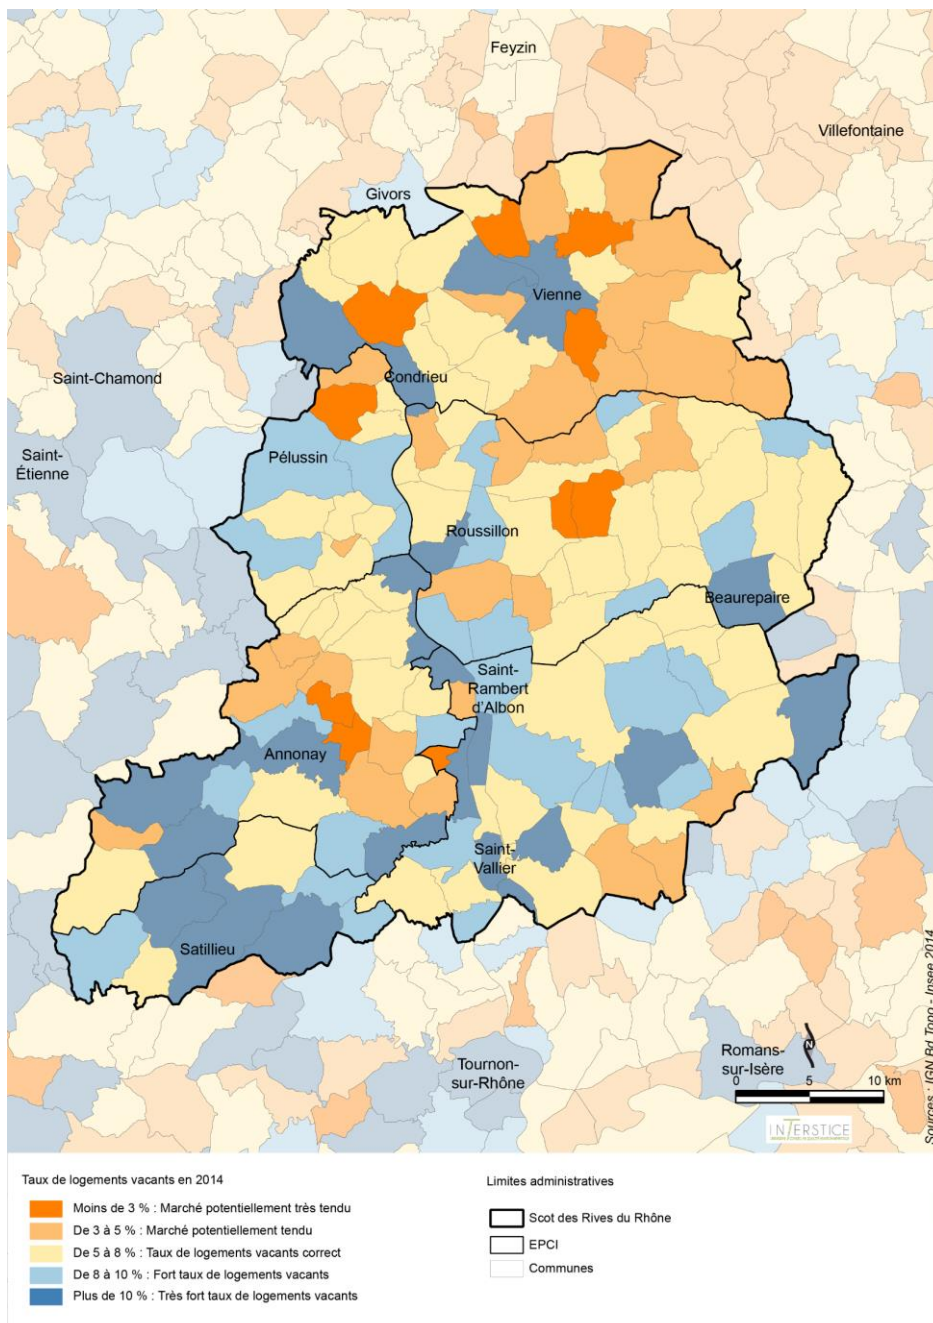 Feyzin
Villefontaine
Givors
Vienne
Saint-Chamond
Condrieu
Saint-
Étienne
Pélussin
Roussillon
Beaurepaire
Saint-
Rambert
d'Albon
Annonay
Saint-
Vallier
Satillieu
Tournon-
sur-Rhône
Romans-
sur-Isère
N
0 5 10 km
INTERSTICE
Sources : IGN Bd Topo - Insee 2014
Taux de logements vacants en 2014
Moins de 3 % : Marché potentiellement très tendu
De 3 à 5 % : Marché potentiellement tendu
De 5 à 8 % : Taux de logements vacants correct
De 8 à 10 % : Fort taux de logements vacants
Plus de 10 % : Très fort taux de logements vacants
Limites administratives
Scot des Rives du Rhône
EPCI
Communes